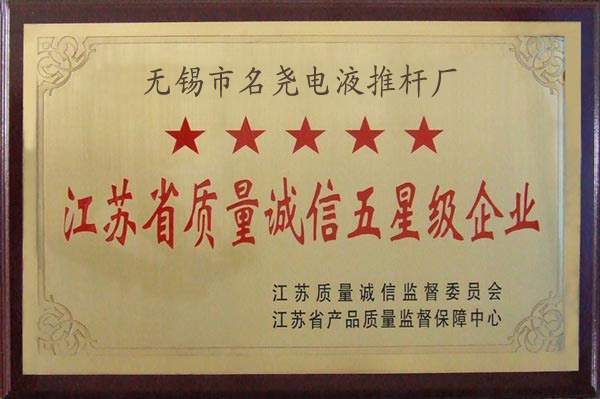 无锡市名尧电液推杆厂
江苏省质量诚信五星级企业
江苏质量诚信监督委员会
江苏省产品质量监督保障中心